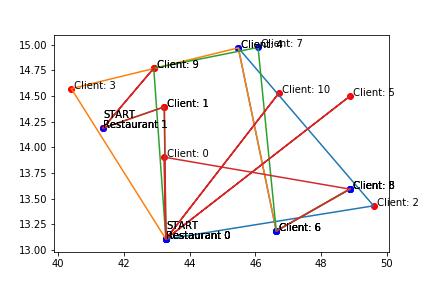 15.00
Client: 4
Client: 7
14.75
Client: 9
Client: 3
14.50
Client: 10
Client: 5
Client: 1
14.25
START
Restaurant 1
14.00
Client: 0
13.75
Client: 8
13.50
Client: 2
13.25
START
Restaurant 0
Client: 6
13.00
40
42
44
46
48
50